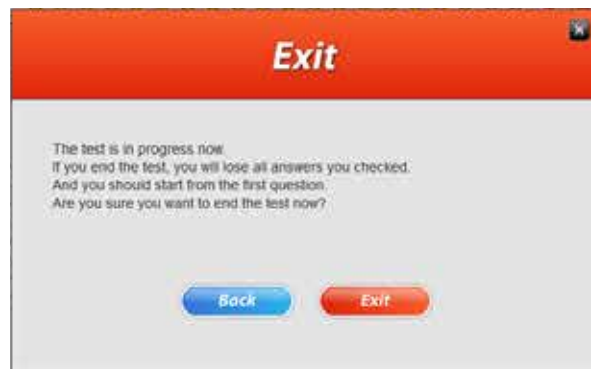 Exit
The test is in progress now.
If you end the test, you will lose all answers you checked.
And you should start from the first question.
Are you sure you want to end the test now?
Back
Exit